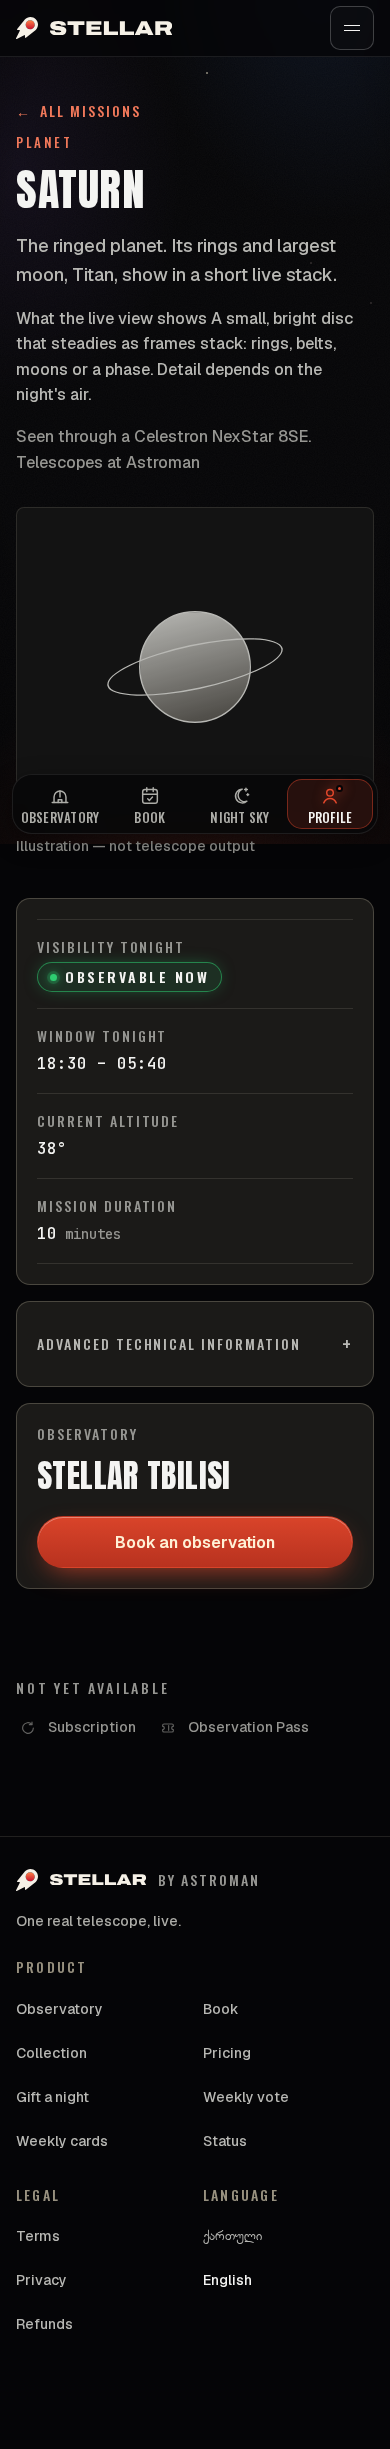 STELLAR
← ALL MISSIONS
PLANET
SATURN
The ringed planet. Its rings and largest
moon, Titan, show in a short live stack.
What the live view shows A small, bright disc
that steadies as frames stack: rings, belts,
moons or a phase. Detail depends on the
night's air.
Seen through a Celestron NexStar 8SE.
Telescopes at Astroman
OBSERVATORY BOOK NIGHT SKY PROFILE
Illustration — not telescope output
VISIBILITY TONIGHT
OBSERVABLE NOW
WINDOW TONIGHT
18:30 – 05:40
CURRENT ALTITUDE
38°
MISSION DURATION
10 minutes
ADVANCED TECHNICAL INFORMATION +
OBSERVATORY
STELLAR TBILISI
Book an observation
NOT YET AVAILABLE
Subscription Observation Pass
STELLAR BY ASTROMAN
One real telescope, live.
PRODUCT
Observatory Book
Collection Pricing
Gift a night Weekly vote
Weekly cards Status
LEGAL LANGUAGE
Terms ქართული
Privacy English
Refunds